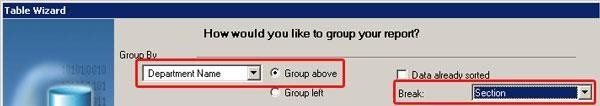 Table Wizard
How would you like to group your report?
Group By
Department Name Group above Data already sorted
Group left Break: Section